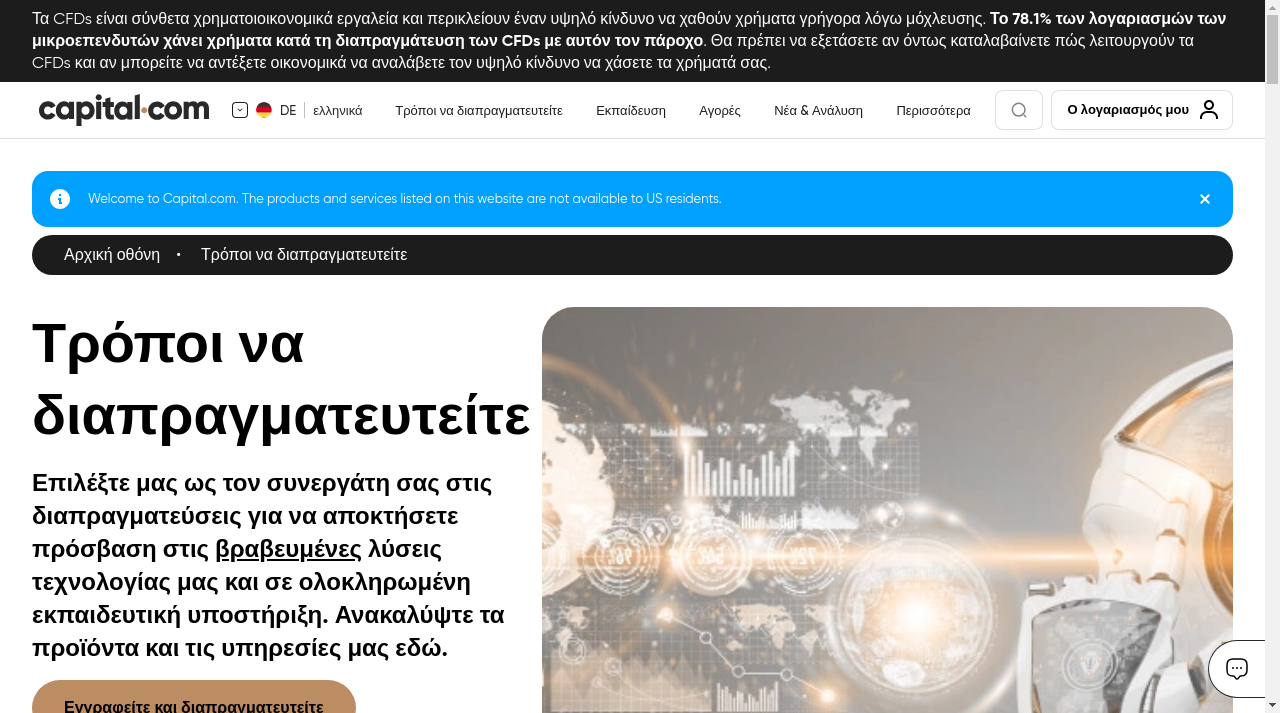 Τα CFDs είναι σύνθετα χρηματοιοικονομικά εργαλεία και περικλείουν έναν υψηλό κίνδυνο να χαθούν χρήματα γρήγορα λόγω μόχλευσης. Το 78.1% των λογαριασμών των
μικροεπενδυτών χάνει χρήματα κατά τη διαπραγμάτευση των CFDs με αυτόν τον πάροχο. Θα πρέπει να εξετάσετε αν όντως καταλαβαίνετε πώς λειτουργούν τα
CFDs και αν μπορείτε να αντέξετε οικονομικά να αναλάβετε τον υψηλό κίνδυνο να χάσετε τα χρήματά σας.
capital.com DE ελληνικά Τρόποι να διαπραγματευτείτε Εκπαίδευση Αγορές Νέα & Ανάλυση Περισσότερα Ο λογαριασμός μου
Welcome to Capital.com. The products and services listed on this website are not available to US residents.
Αρχική οθόνη • Τρόποι να διαπραγματευτείτε
Τρόποι να
διαπραγματευτείτε
Επιλέξτε μας ως τον συνεργάτη σας στις
διαπραγματεύσεις για να αποκτήσετε
πρόσβαση στις βραβευμένες λύσεις
τεχνολογίας μας και σε ολοκληρωμένη
εκπαιδευτική υποστήριξη. Ανακαλύψτε τα
προϊόντα και τις υπηρεσίες μας εδώ.
Εγγραφείτε και διαπραγματευτείτε